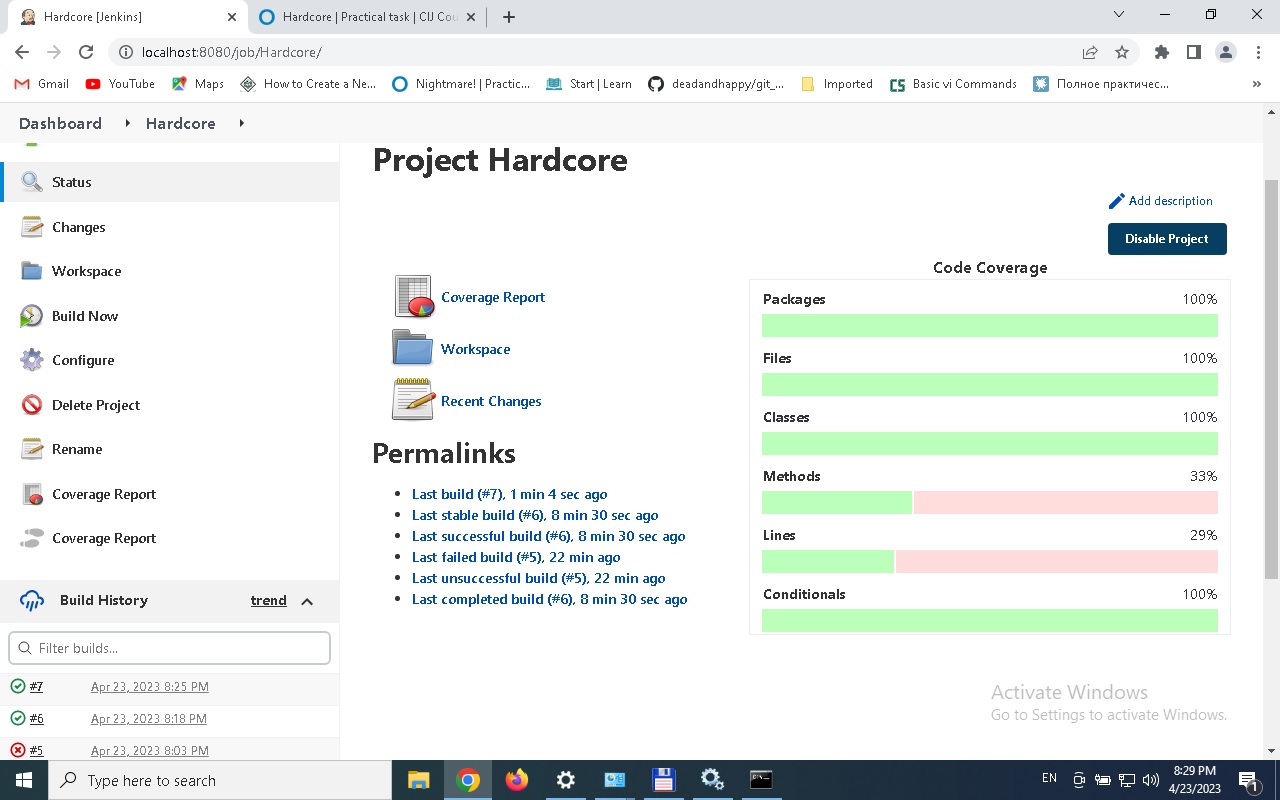 Hardcore [Jenkins]
Hardcore | Practical task | CIJ Cou
localhost:8080/job/Hardcore/
Gmail
YouTube
Maps
How to Create a Ne...
Nightmare! | Practic...
Start | Learn
deadandhappy/git_...
Imported
CS Basic vi Commands
Полное практичес...
»
Dashboard
Hardcore
Status
Changes
Workspace
Build Now
Configure
Delete Project
Rename
Coverage Report
Coverage Report
Build History
trend
Filter builds...
#7 Apr 23, 2023 8:25 PM
#6 Apr 23, 2023 8:18 PM
#5 Apr 23, 2023 8:03 PM
Project Hardcore
Add description
Disable Project
Coverage Report
Workspace
Recent Changes
Permalinks
• Last build (#7), 1 min 4 sec ago
• Last stable build (#6), 8 min 30 sec ago
• Last successful build (#6), 8 min 30 sec ago
• Last failed build (#5), 22 min ago
• Last unsuccessful build (#5), 22 min ago
• Last completed build (#6), 8 min 30 sec ago
Code Coverage
Packages 100%
Files 100%
Classes 100%
Methods 33%
Lines 29%
Conditionals 100%
Activate Windows
Go to Settings to activate Windows.
Type here to search
EN
8:29 PM
4/23/2023
1